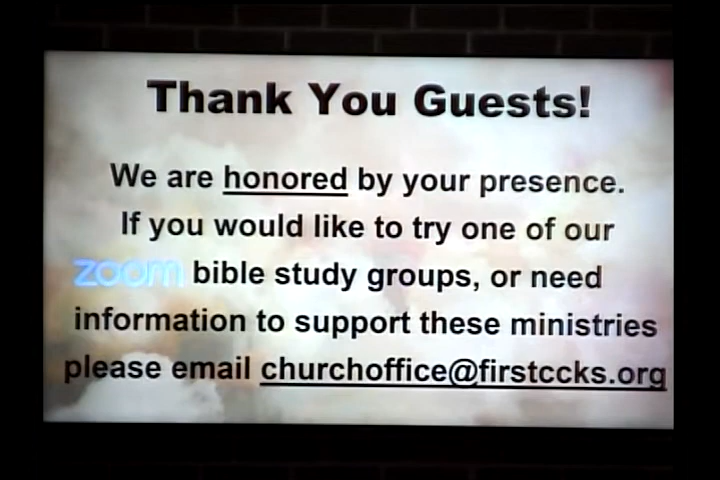 Thank You Guests!
We are honored by your presence.
If you would like to try one of our
zoom bible study groups, or need
information to support these ministries
please email churchoffice@firstccks.org